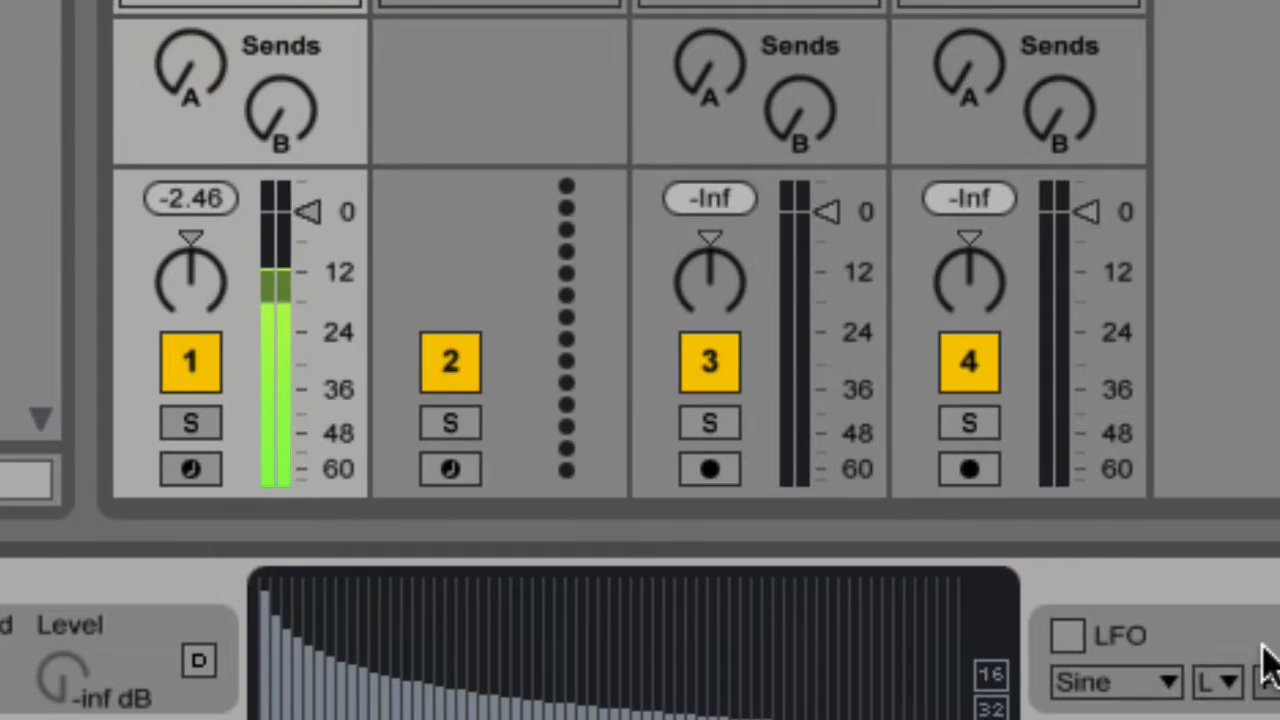 Sends Sends Sends
A A A
B B B
-2.46 0 -Inf 0 -Inf 0
12 12 12
24 24 24
1 2 3 4
36 36 36
S S S S
48 48 48
60 60 60
d Level D
-inf dB
16
32
LFO
Sine L